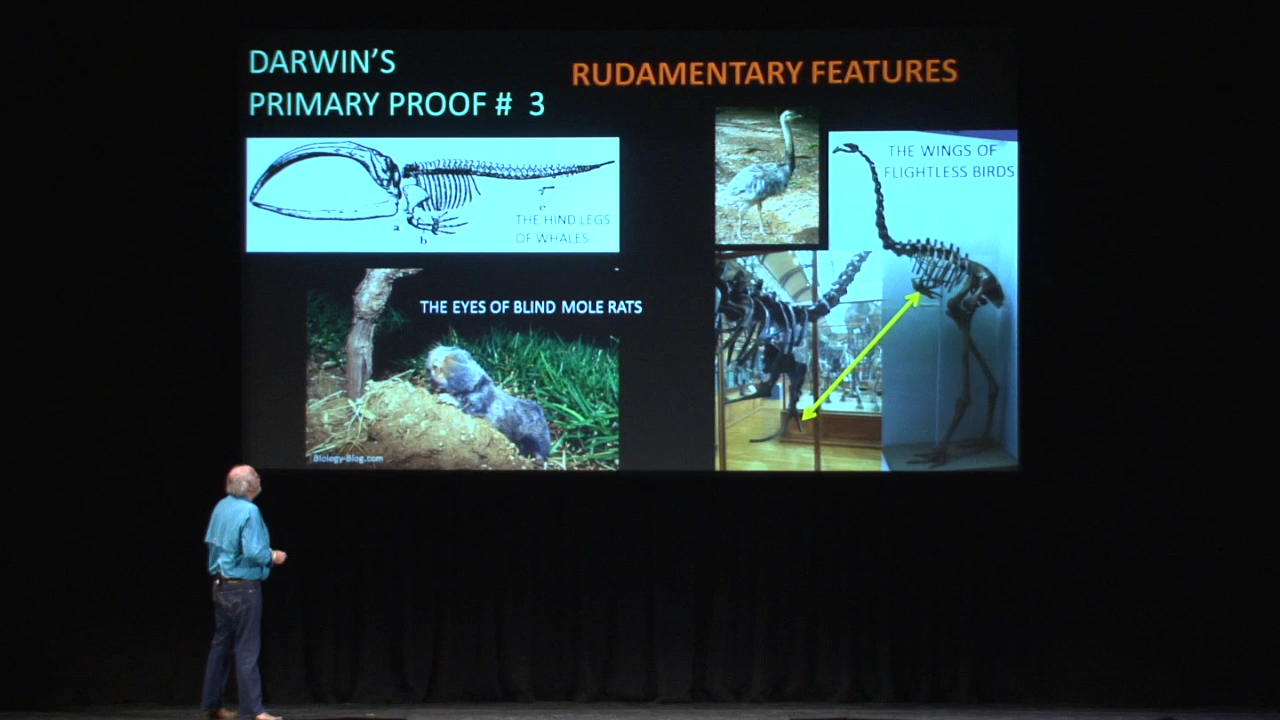 DARWIN'S
PRIMARY PROOF # 3
RUDAMENTARY FEATURES
THE WINGS OF
FLIGHTLESS BIRDS
a
b
c
THE HIND LEGS
OF WHALES
THE EYES OF BLIND MOLE RATS
Biology-Blog.com